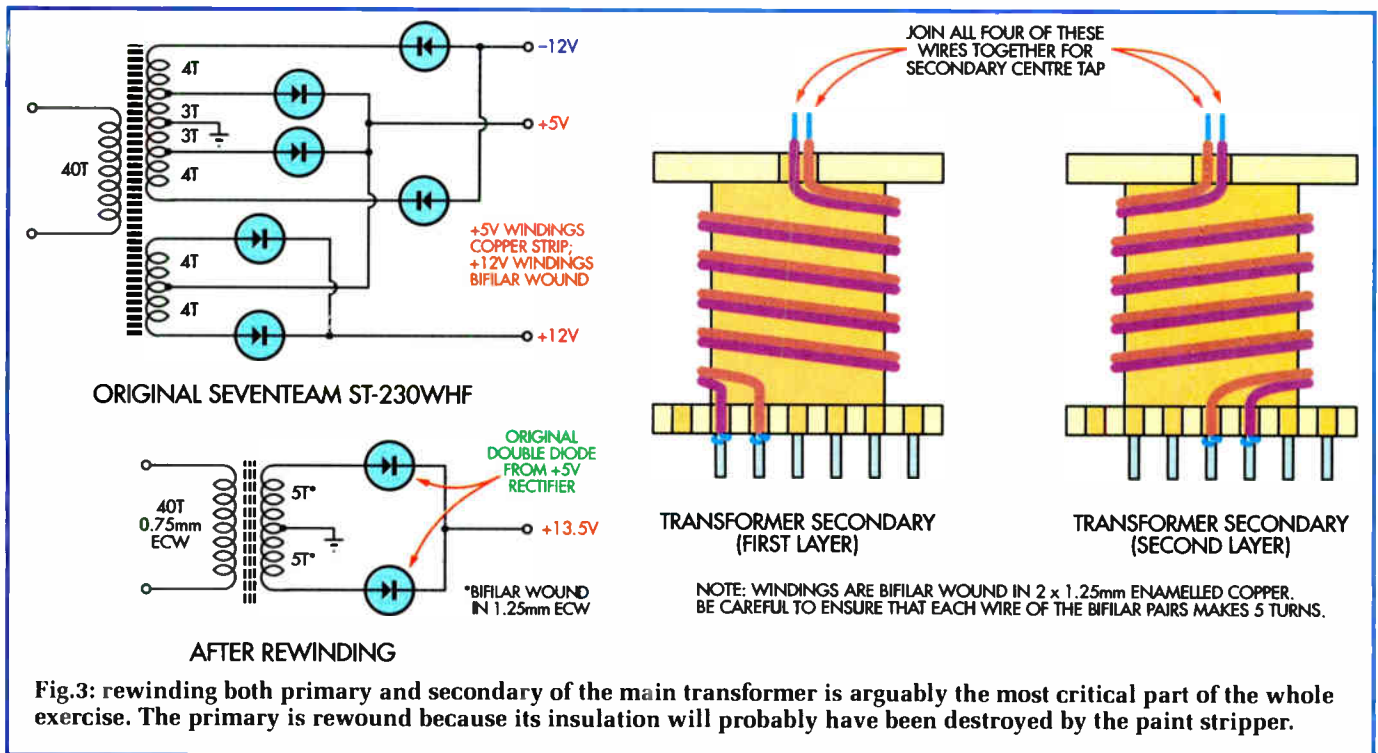 4T
3T
3T
4T
40T
4T
4T
–12V
+5V
+5V WINDINGS
COPPER STRIP;
+12V WINDINGS
BIFILAR WOUND
+12V
ORIGINAL SEVENTEAM ST-230WHF
40T
0.75mm
ECW
5T*
5T*
ORIGINAL
DOUBLE DIODE
FROM +5V
RECTIFIER
+13.5V
*BIFILAR WOUND
IN 1.25mm ECW
AFTER REWINDING
JOIN ALL FOUR OF THESE
WIRES TOGETHER FOR
SECONDARY CENTRE TAP
TRANSFORMER SECONDARY
(FIRST LAYER)
TRANSFORMER SECONDARY
(SECOND LAYER)
NOTE: WINDINGS ARE BIFILAR WOUND IN 2 x 1.25mm ENAMELLED COPPER.
BE CAREFUL TO ENSURE THAT EACH WIRE OF THE BIFILAR PAIRS MAKES 5 TURNS.
Fig.3: rewinding both primary and secondary of the main transformer is arguably the most critical part of the whole
exercise. The primary is rewound because its insulation will probably have been destroyed by the paint stripper.